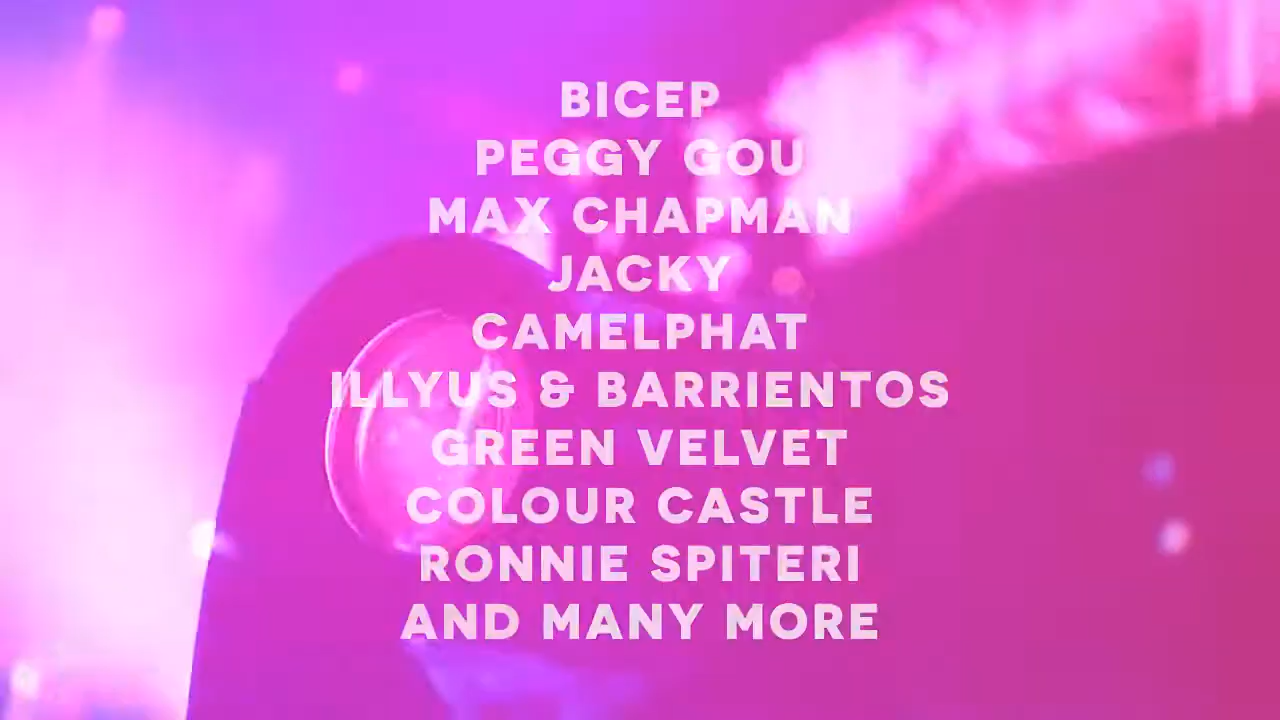 BICEP
PEGGY GOU
MAX CHAPMAN
JACKY
CAMELPHAT
ILLYUS & BARRIENTOS
GREEN VELVET
COLOUR CASTLE
RONNIE SPITERI
AND MANY MORE